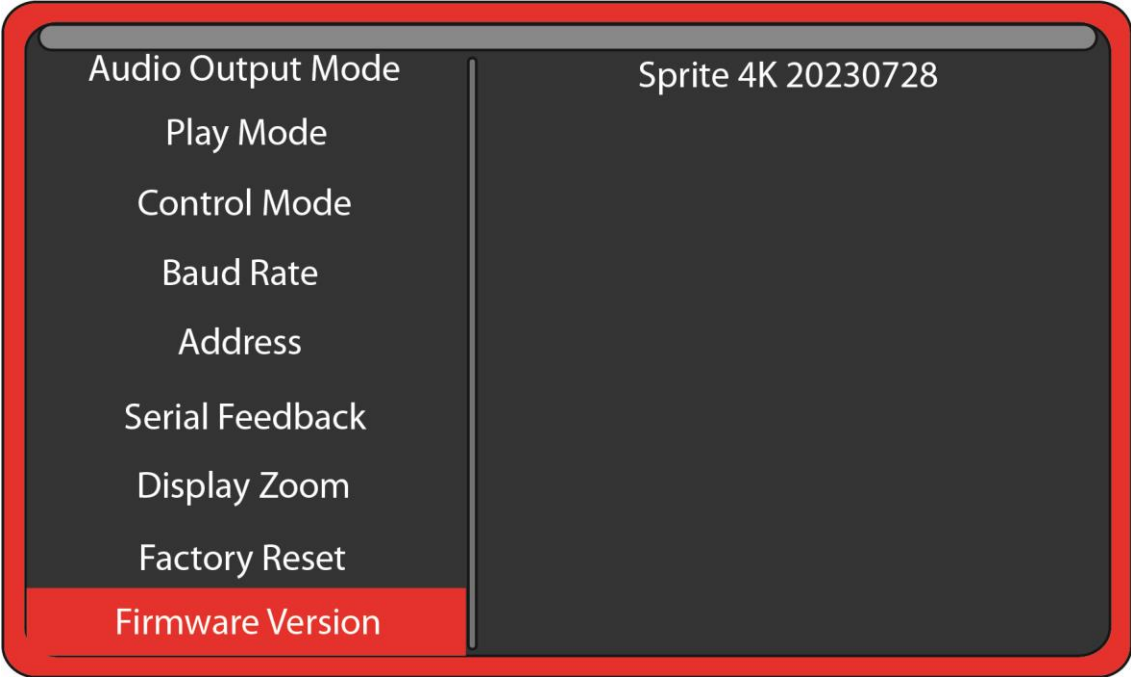 Audio Output Mode
Play Mode
Control Mode
Baud Rate
Address
Serial Feedback
Display Zoom
Factory Reset
Firmware Version
Sprite 4K 20230728